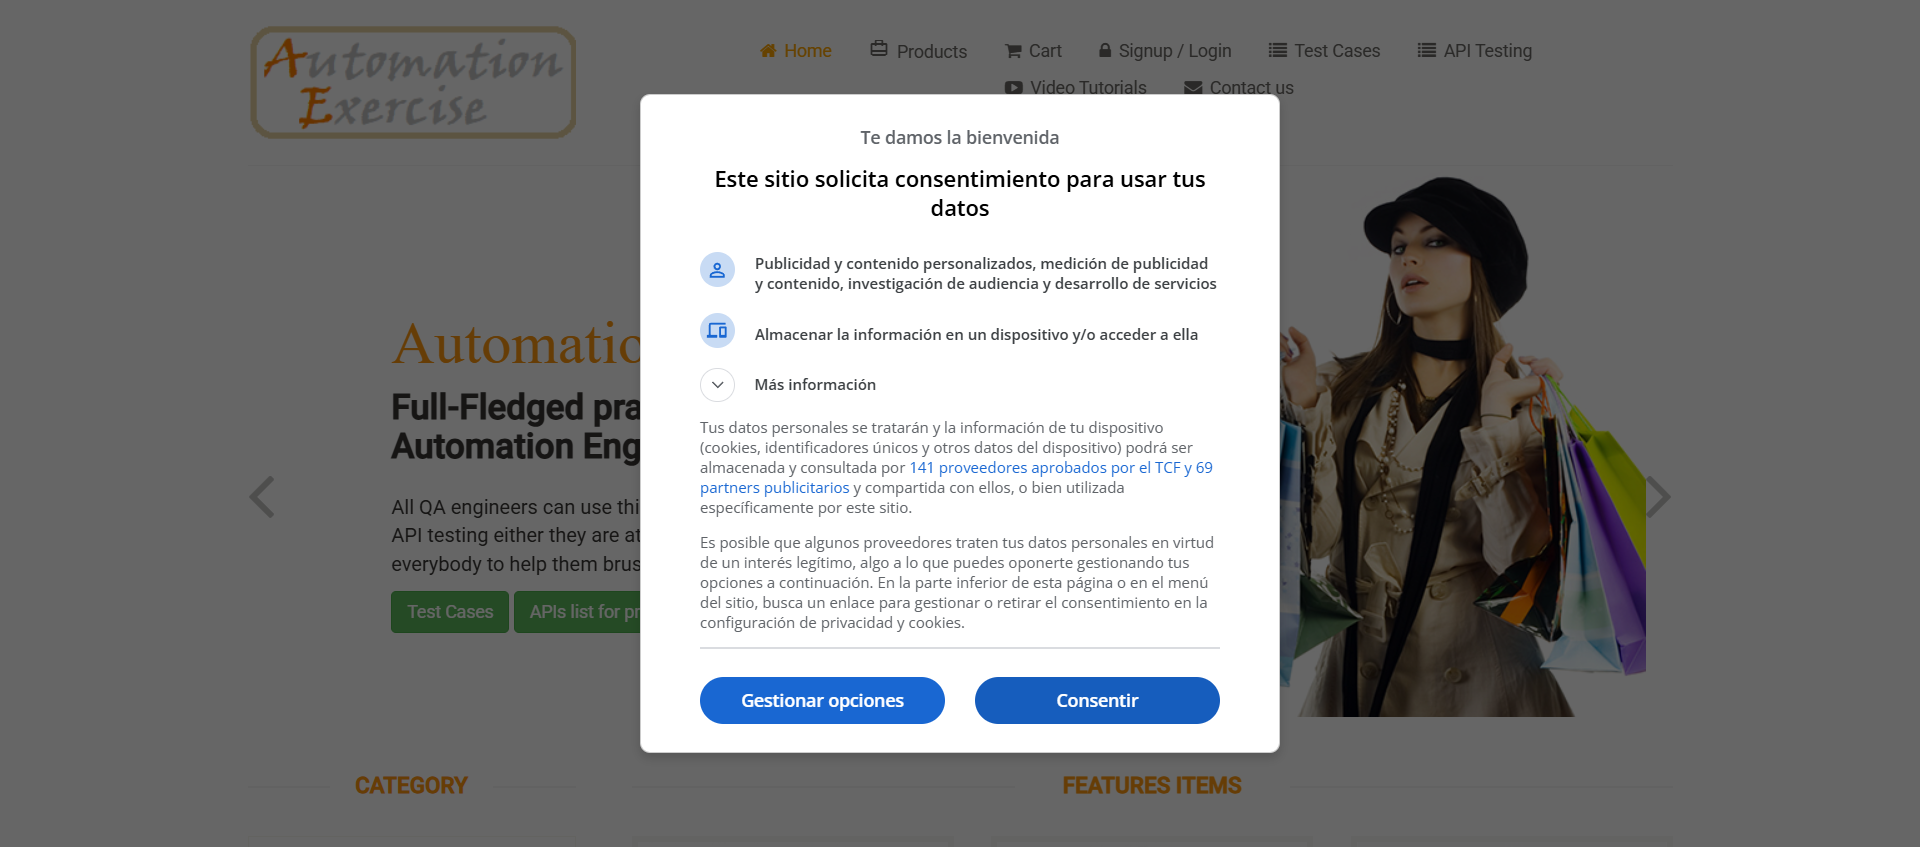 Automation
Exercise
Home
Products
Cart
Signup / Login
Test Cases
API Testing
Video Tutorials
Contact us
Te damos la bienvenida
Este sitio solicita consentimiento para usar tus
datos
Publicidad y contenido personalizados, medición de publicidad
y contenido, investigación de audiencia y desarrollo de servicios
Almacenar la información en un dispositivo y/o acceder a ella
Más información
Tus datos personales se tratarán y la información de tu dispositivo
(cookies, identificadores únicos y otros datos del dispositivo) podrá ser
almacenada y consultada por 141 proveedores aprobados por el TCF y 69
partners publicitarios y compartida con ellos, o bien utilizada
específicamente por este sitio.
Es posible que algunos proveedores traten tus datos personales en virtud
de un interés legítimo, algo a lo que puedes oponerte gestionando tus
opciones a continuación. En la parte inferior de esta página o en el menú
del sitio, busca un enlace para gestionar o retirar el consentimiento en la
configuración de privacidad y cookies.
Gestionar opciones
Consentir
Automatio
Full-Fledged pra
Automation Eng
All QA engineers can use thi
API testing either they are at
everybody to help them brus
Test Cases
APIs list for pr
CATEGORY
FEATURES ITEMS